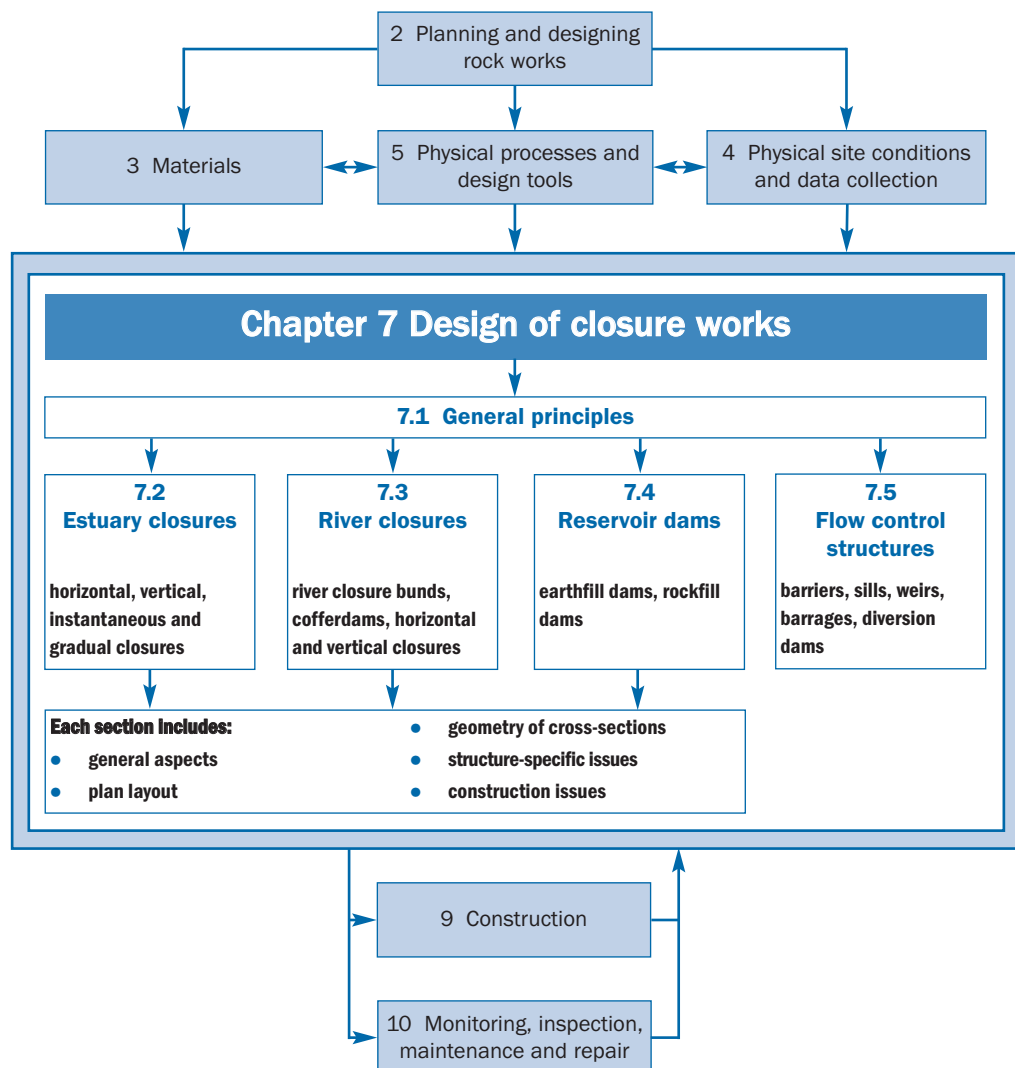 2 Planning and designing
rock works
3 Materials
5 Physical processes and
design tools
4 Physical site conditions
and data collection
Chapter 7 Design of closure works
7.1 General principles
7.2
Estuary closures
horizontal, vertical,
instantaneous and
gradual closures
7.3
River closures
river closure bunds,
cofferdams, horizontal
and vertical closures
7.4
Reservoir dams
earthfill dams, rockfill
dams
7.5
Flow control
structures
barriers, sills, weirs,
barrages, diversion
dams
Each section includes:
● general aspects
● plan layout
● geometry of cross-sections
● structure-specific issues
● construction issues
9 Construction
10 Monitoring, inspection,
maintenance and repair